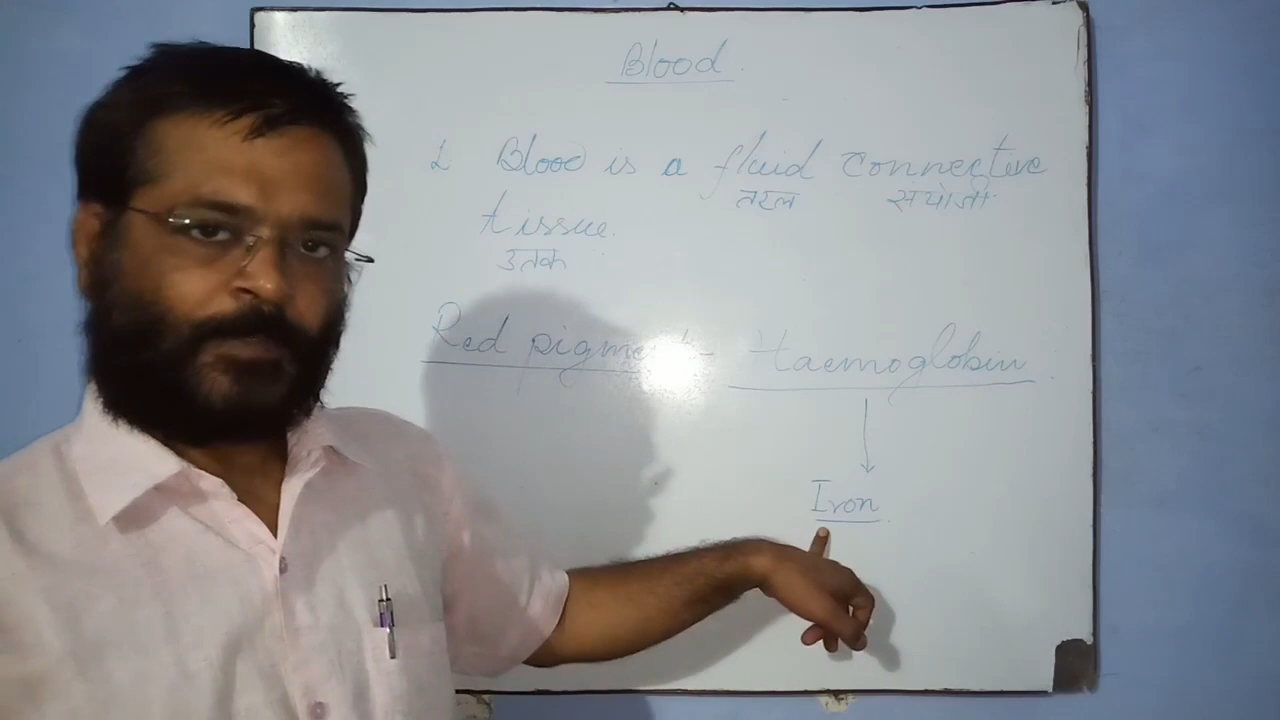 Blood.
1. Blood is a fluid connective
तरल संयोजी
tissue.
उतक
Red pigment - Haemoglobin
Iron